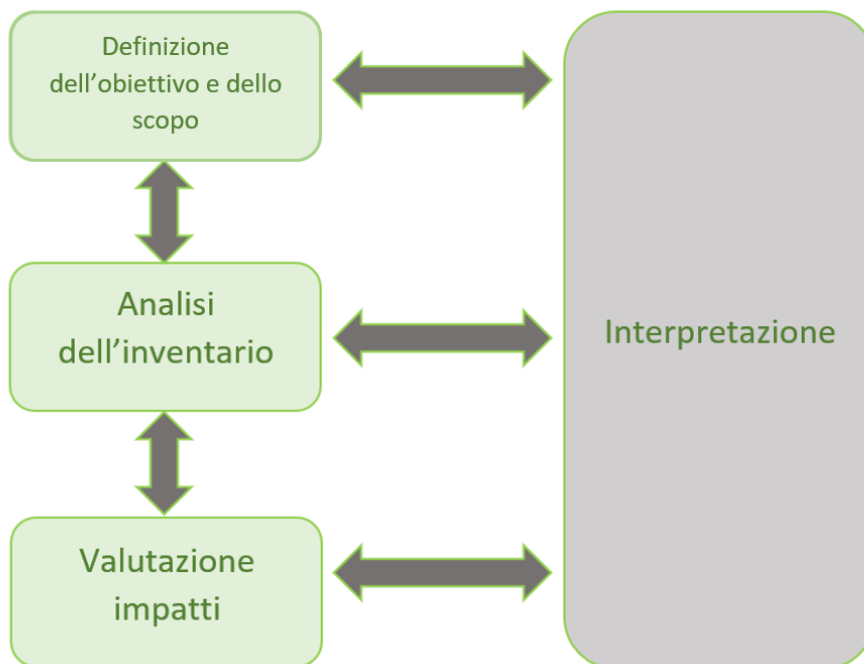 Definizione
dell’obiettivo e dello
scopo
Analisi
dell’inventario
Interpretazione
Valutazione
impatti